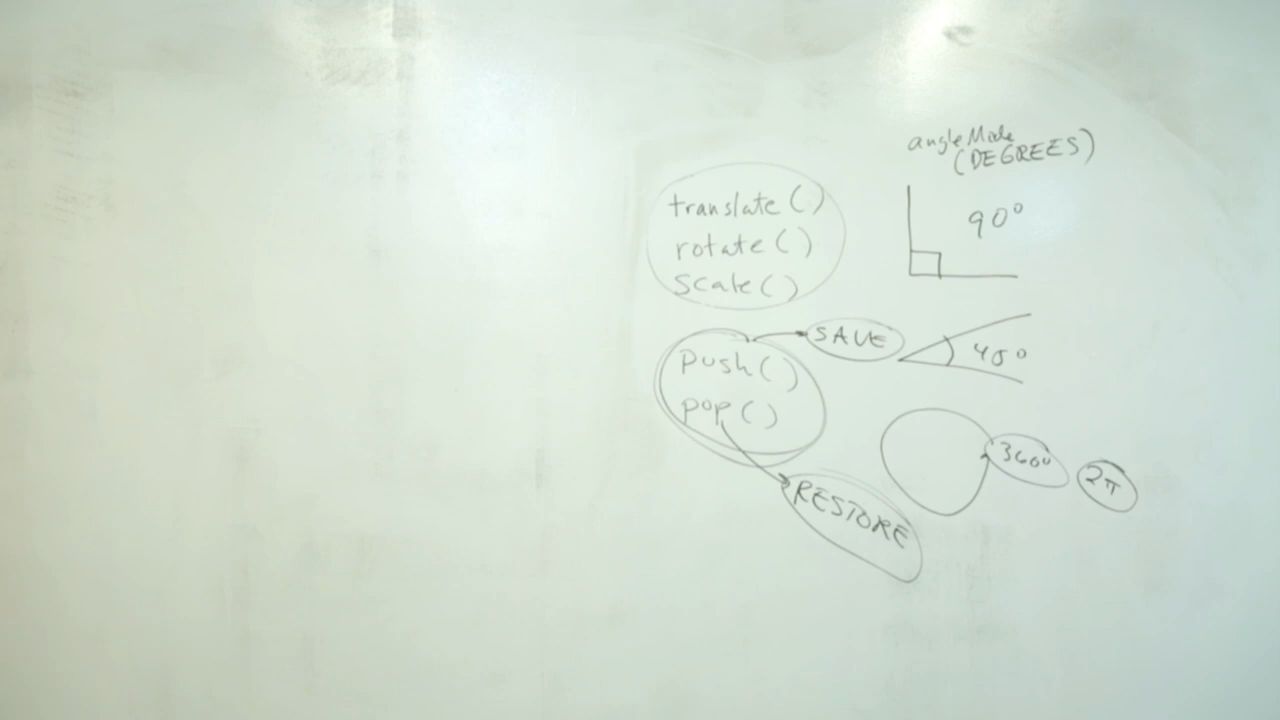 angleMode
(DEGREES)
translate()
rotate()
scale()
90°
push()
pop()
SAVE
45°
360°
2π
RESTORE